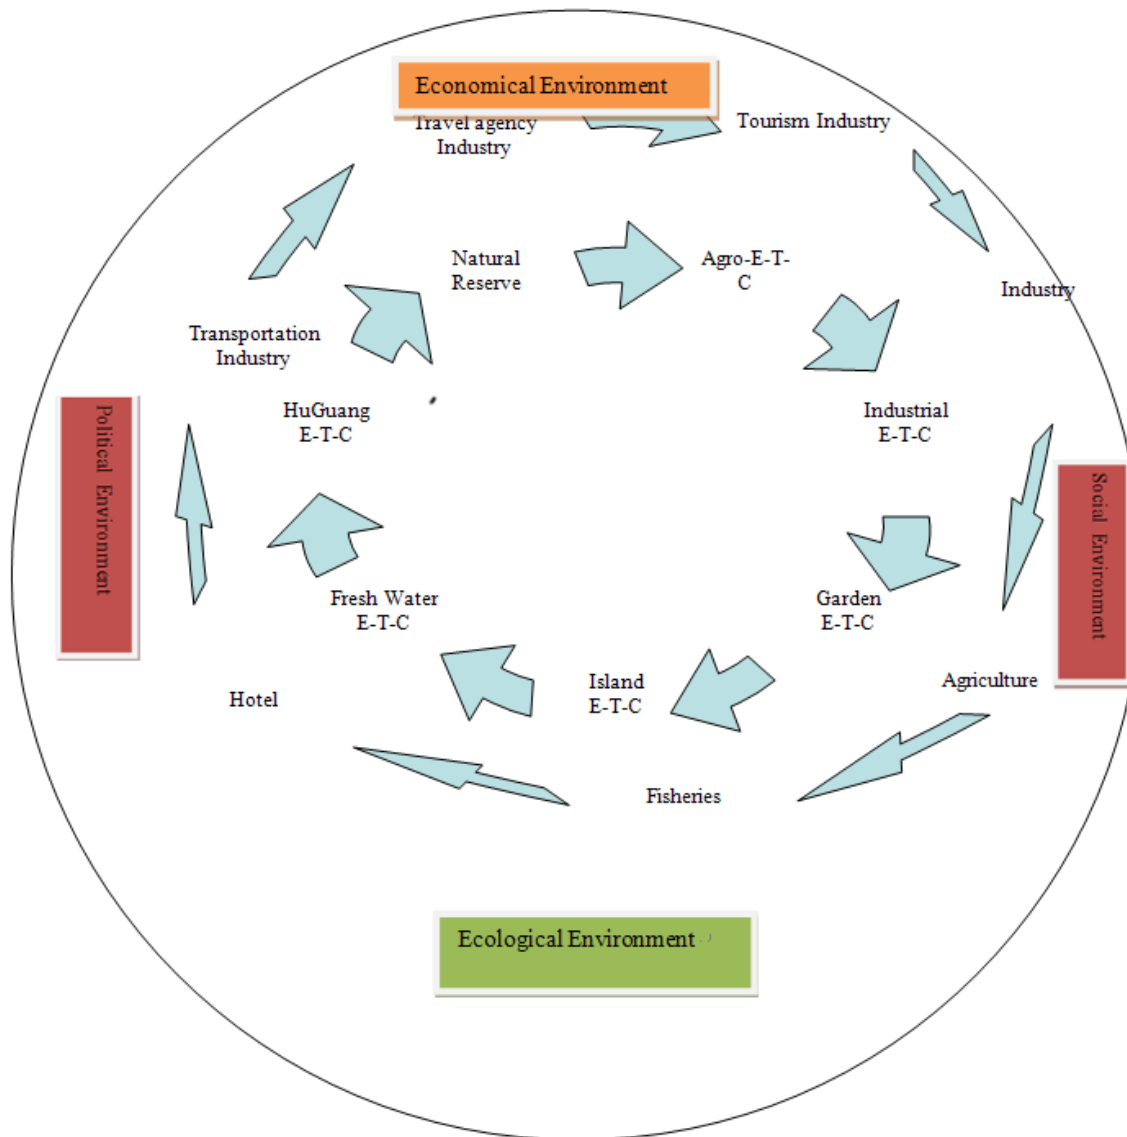 Economical Environment
Travel agency
Industry
Tourism Industry
Natural
Reserve
Agro-E-T-
C
Industry
Transportation
Industry
HuGuang
E-T-C
Industrial
E-T-C
Political Environment
Social Environment
Fresh Water
E-T-C
Garden
E-T-C
Island
E-T-C
Agriculture
Hotel
Fisheries
Ecological Environment